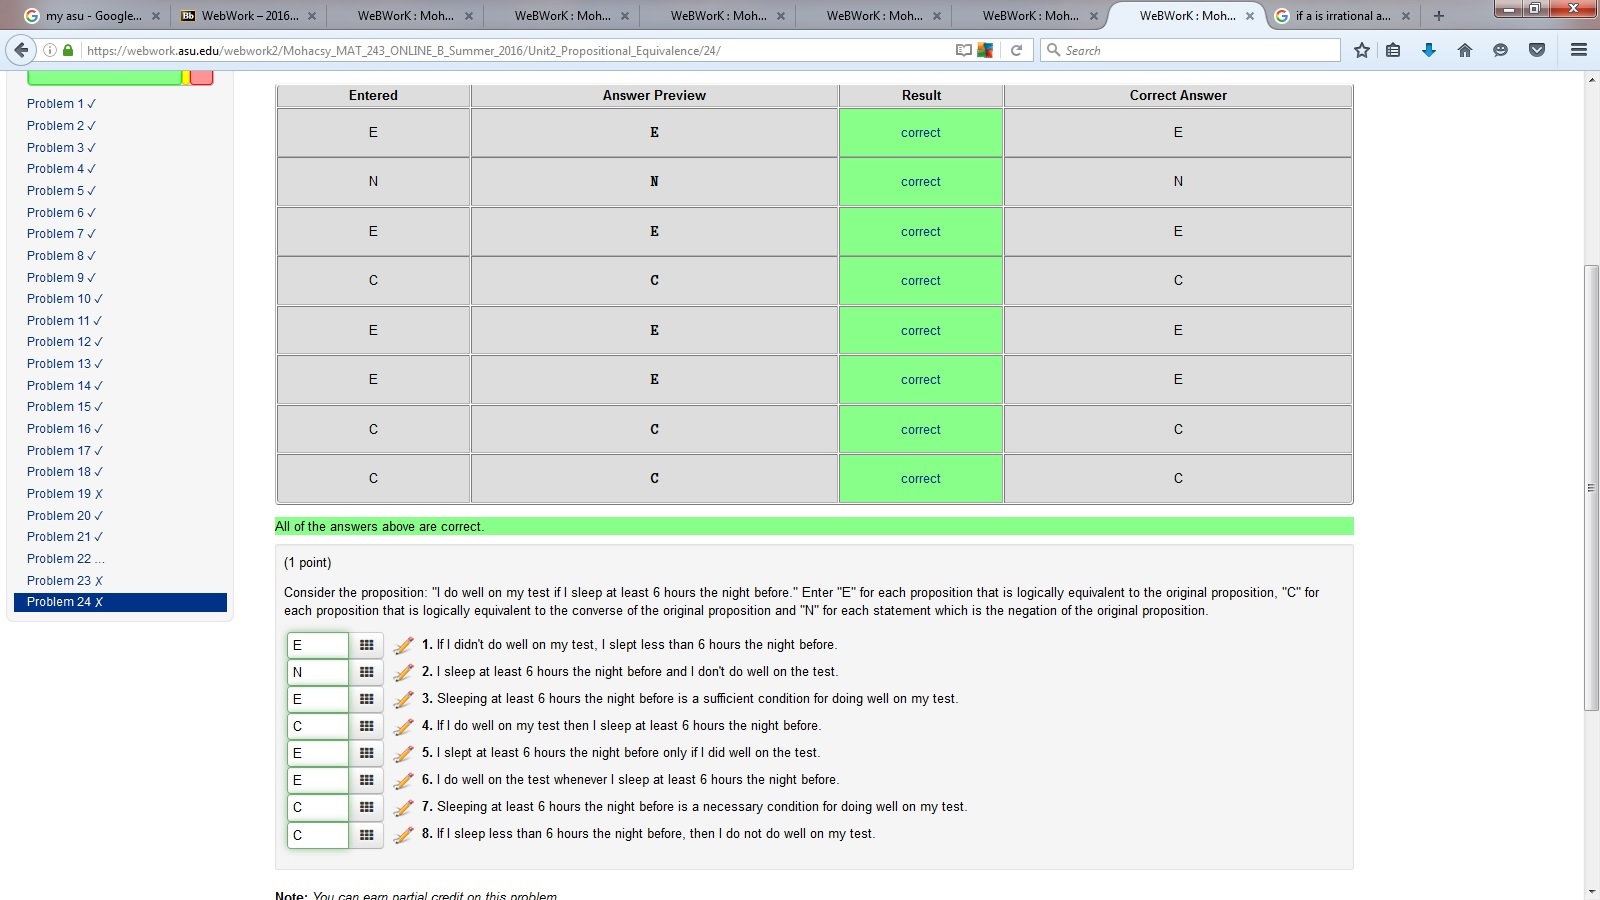 my asu - Google...
WebWork – 2016...
WeBWorK : Moh...
WeBWorK : Moh...
WeBWorK : Moh...
WeBWorK : Moh...
WeBWorK : Moh...
WeBWorK : Moh...
if a is irrational a...
https://webwork.asu.edu/webwork2/Mohacsy_MAT_243_ONLINE_B_Summer_2016/Unit2_Propositional_Equivalence/24/
Search
Problem 1 ✓
Problem 2 ✓
Problem 3 ✓
Problem 4 ✓
Problem 5 ✓
Problem 6 ✓
Problem 7 ✓
Problem 8 ✓
Problem 9 ✓
Problem 10 ✓
Problem 11 ✓
Problem 12 ✓
Problem 13 ✓
Problem 14 ✓
Problem 15 ✓
Problem 16 ✓
Problem 17 ✓
Problem 18 ✓
Problem 19 ✗
Problem 20 ✓
Problem 21 ✓
Problem 22 ...
Problem 23 ✗
Problem 24 ✗
Entered Answer Preview Result Correct Answer
E E correct E
N N correct N
E E correct E
C C correct C
E E correct E
E E correct E
C C correct C
C C correct C
All of the answers above are correct.
(1 point)
Consider the proposition: "I do well on my test if I sleep at least 6 hours the night before." Enter "E" for each proposition that is logically equivalent to the original proposition, "C" for
each proposition that is logically equivalent to the converse of the original proposition and "N" for each statement which is the negation of the original proposition.
E 1. If I didn't do well on my test, I slept less than 6 hours the night before.
N 2. I sleep at least 6 hours the night before and I don't do well on the test.
E 3. Sleeping at least 6 hours the night before is a sufficient condition for doing well on my test.
C 4. If I do well on my test then I sleep at least 6 hours the night before.
E 5. I slept at least 6 hours the night before only if I did well on the test.
E 6. I do well on the test whenever I sleep at least 6 hours the night before.
C 7. Sleeping at least 6 hours the night before is a necessary condition for doing well on my test.
C 8. If I sleep less than 6 hours the night before, then I do not do well on my test.
Note: You can earn partial credit on this problem.